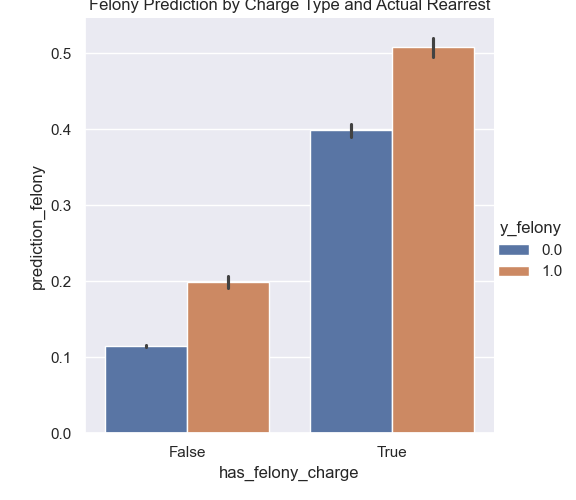 Felony Prediction by Charge Type and Actual Rearrest
0.5
0.4
0.3
0.2
0.1
0.0
prediction_felony
False
True
has_felony_charge
y_felony
0.0
1.0